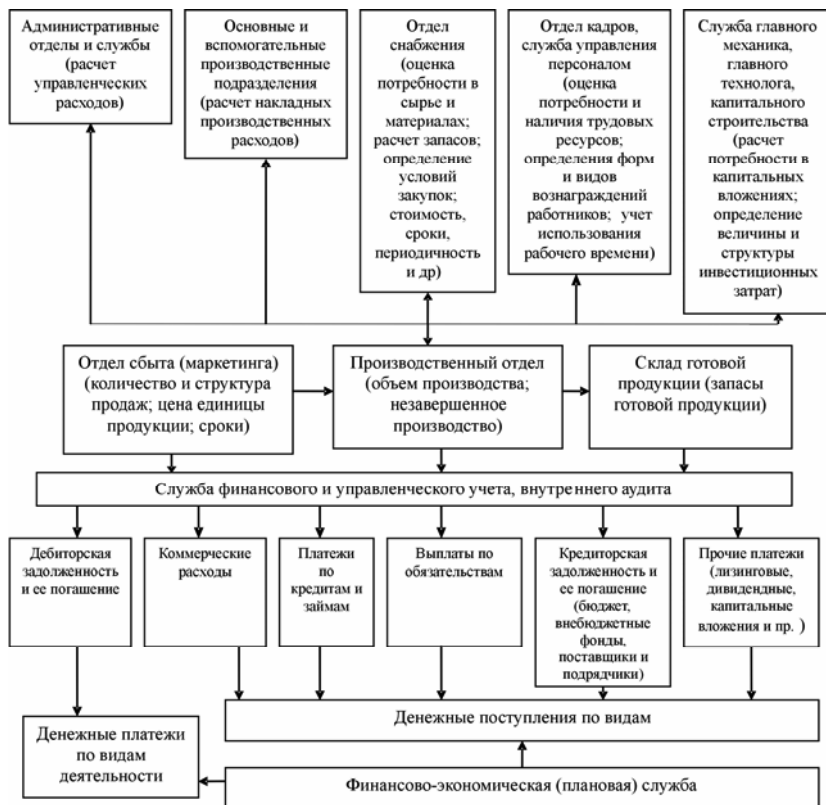 Административные
отделы и службы
(расчет
управленческих
расходов)
Основные и
вспомогательные
производственные
подразделения
(расчет накладных
производственных
расходов)
Отдел
снабжения
(оценка
потребности в
сырье и
материалах;
расчет запасов;
определение
условий
закупок;
стоимость,
сроки,
периодичность
и др)
Отдел кадров,
служба управления
персоналом
(оценка
потребности и
наличия трудовых
ресурсов;
определения форм
и видов
вознаграждений
работников; учет
использования
рабочего времени)
Служба главного
механика,
главного
технолога,
капитального
строительства
(расчет
потребности в
капитальных
вложениях;
определение
величины и
структуры
инвестиционных
затрат)
Отдел сбыта (маркетинга)
(количество и структура
продаж; цена единицы
продукции; сроки)
Производственный отдел
(объем производства;
незавершенное
производство)
Склад готовой
продукции (запасы
готовой продукции)
Служба финансового и управленческого учета, внутреннего аудита
Дебиторская
задолженность
и ее погашение
Коммерческие
расходы
Платежи
по
кредитам и
займам
Выплаты по
обязательствам
Кредиторская
задолженность и
ее погашение
(бюджет,
внебюджетные
фонды,
поставщики и
подрядчики)
Прочие платежи
(лизинговые,
дивидендные,
капитальные
вложения и пр. )
Денежные платежи
по видам
деятельности
Денежные поступления по видам
Финансово-экономическая (плановая) служба